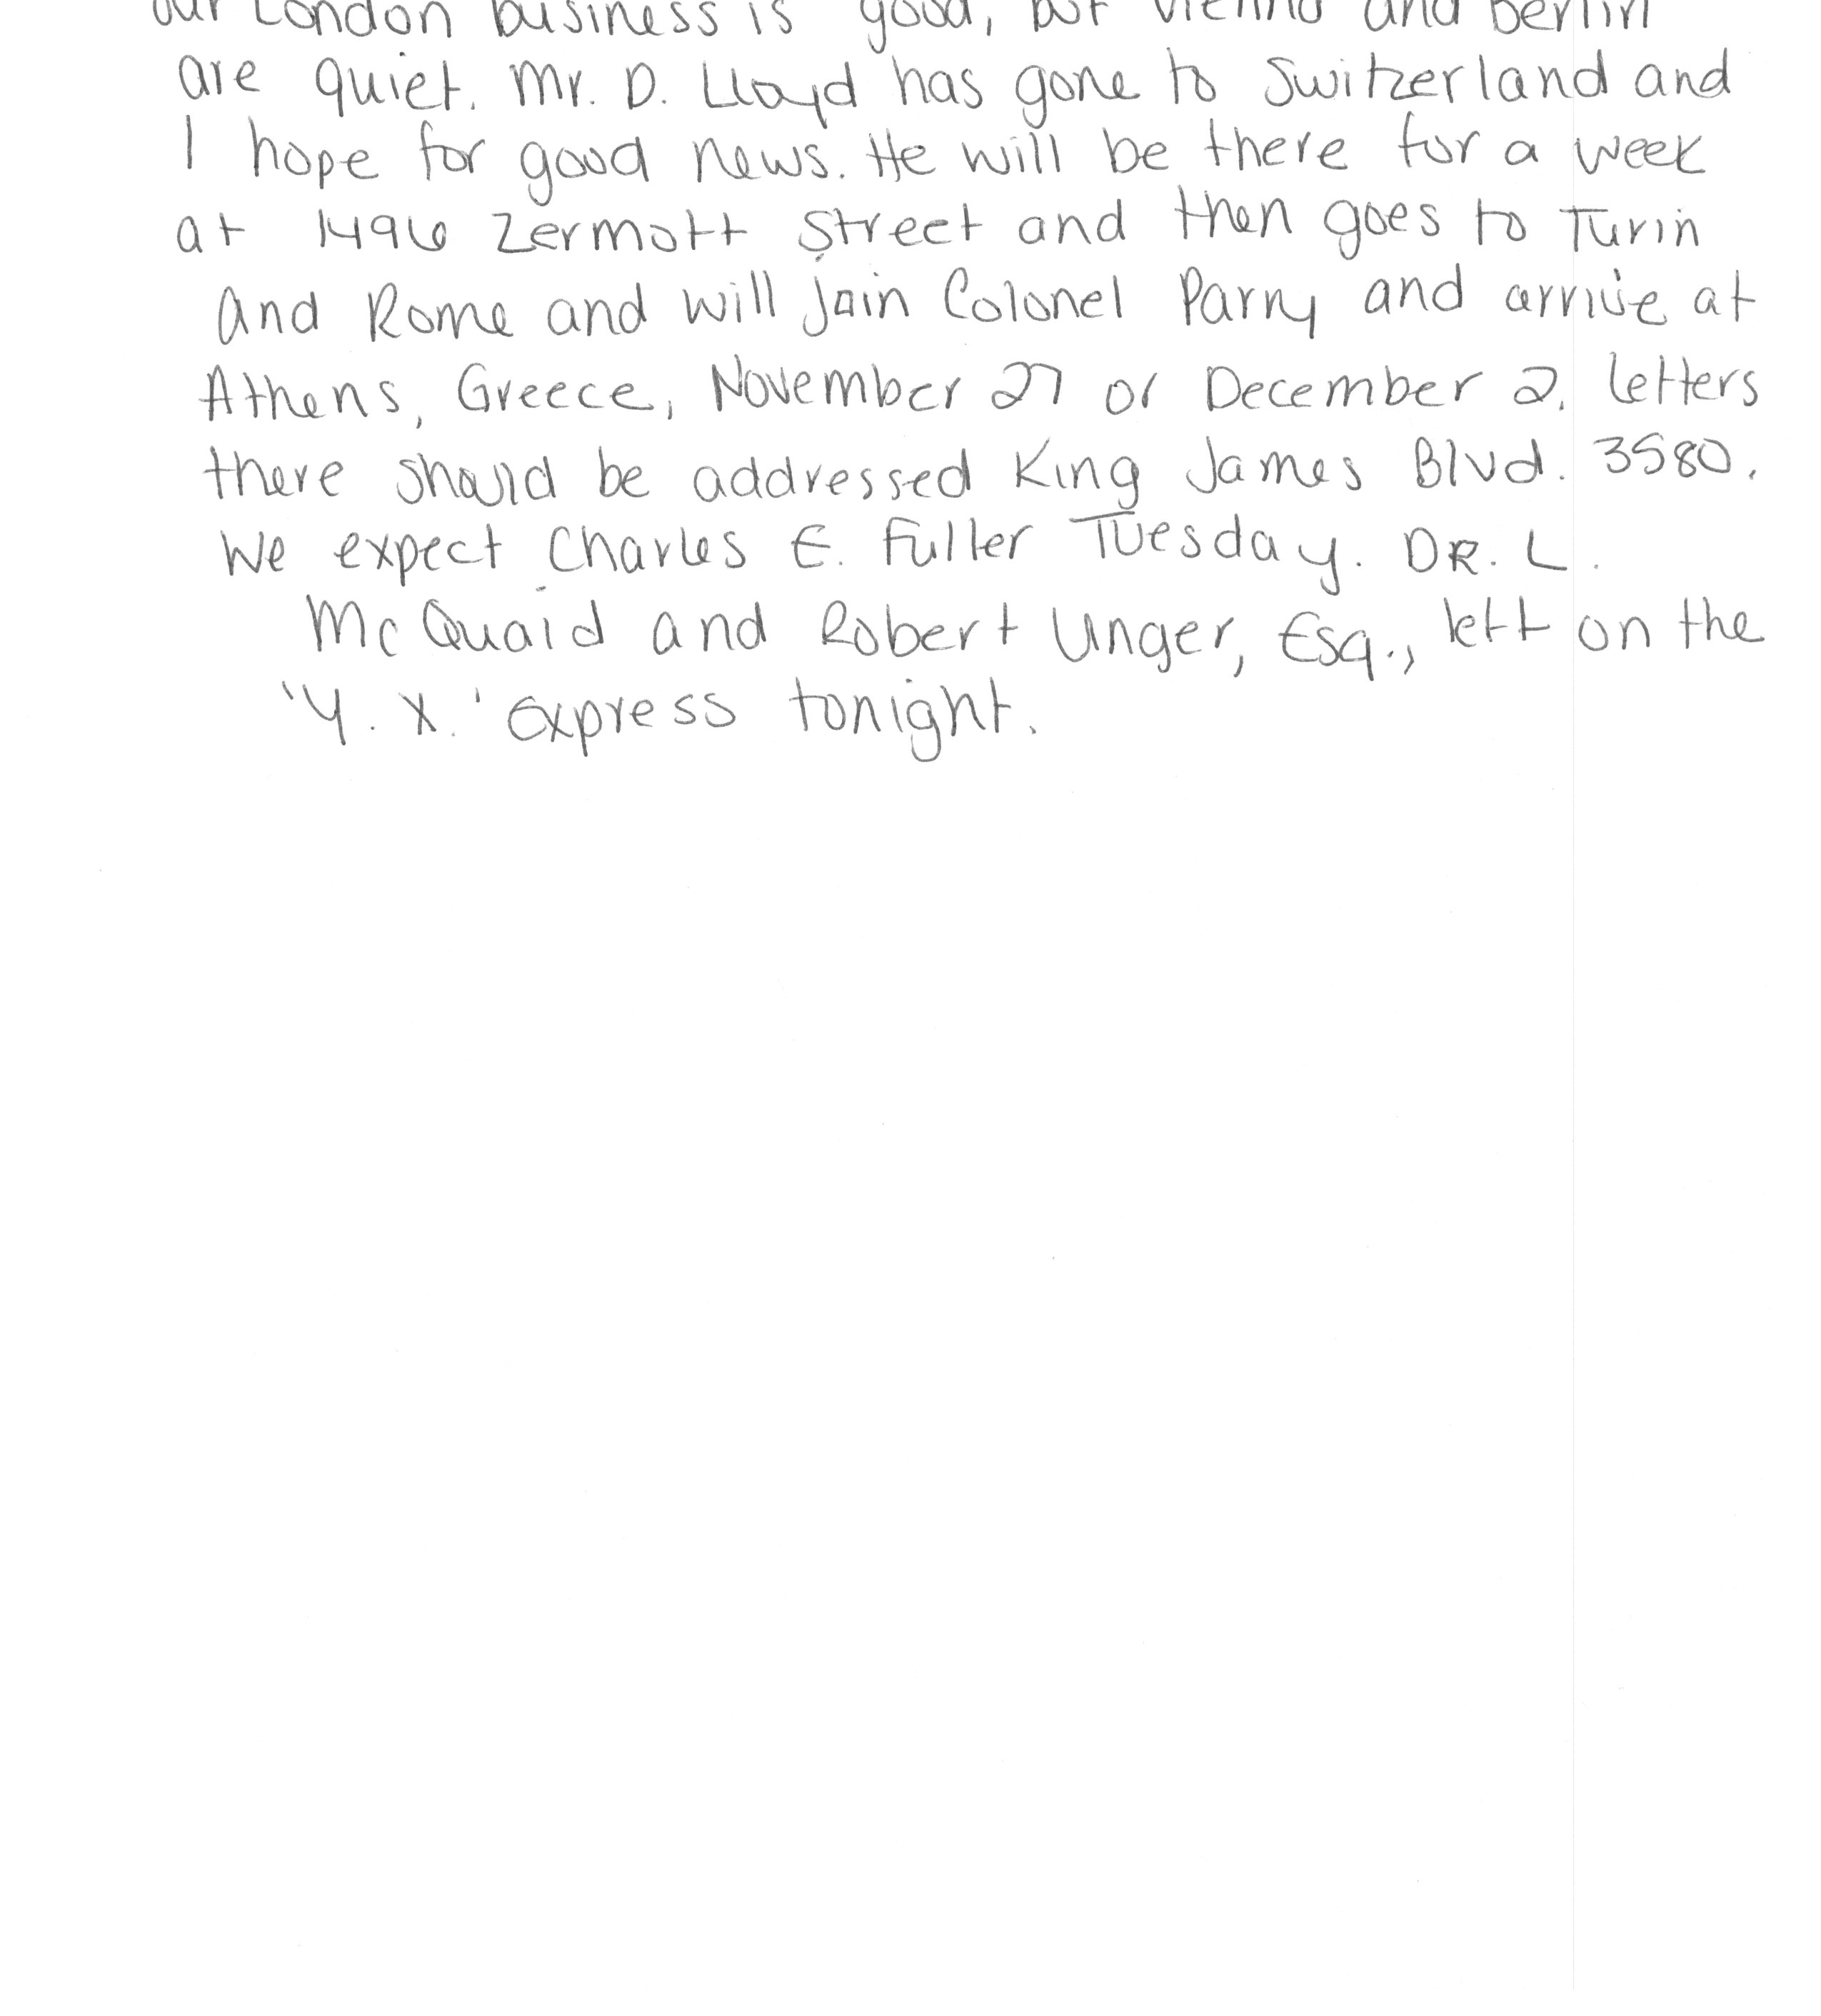 our London business is good, but Vienna and Berlin
are quiet. Mr. D. Lloyd has gone to Switzerland and
I hope for good news. He will be there for a week
at 1496 Zermott Street and then goes to Turin
and Rome and will join Colonel Parry and arrive at
Athens, Greece, November 27 or December 2. Letters
there should be addressed King James Blvd. 3580.
We expect Charles E. Fuller Tuesday. DR. L.
McQuaid and Robert Unger, Esq., left on the
'Y. X.' Express tonight.